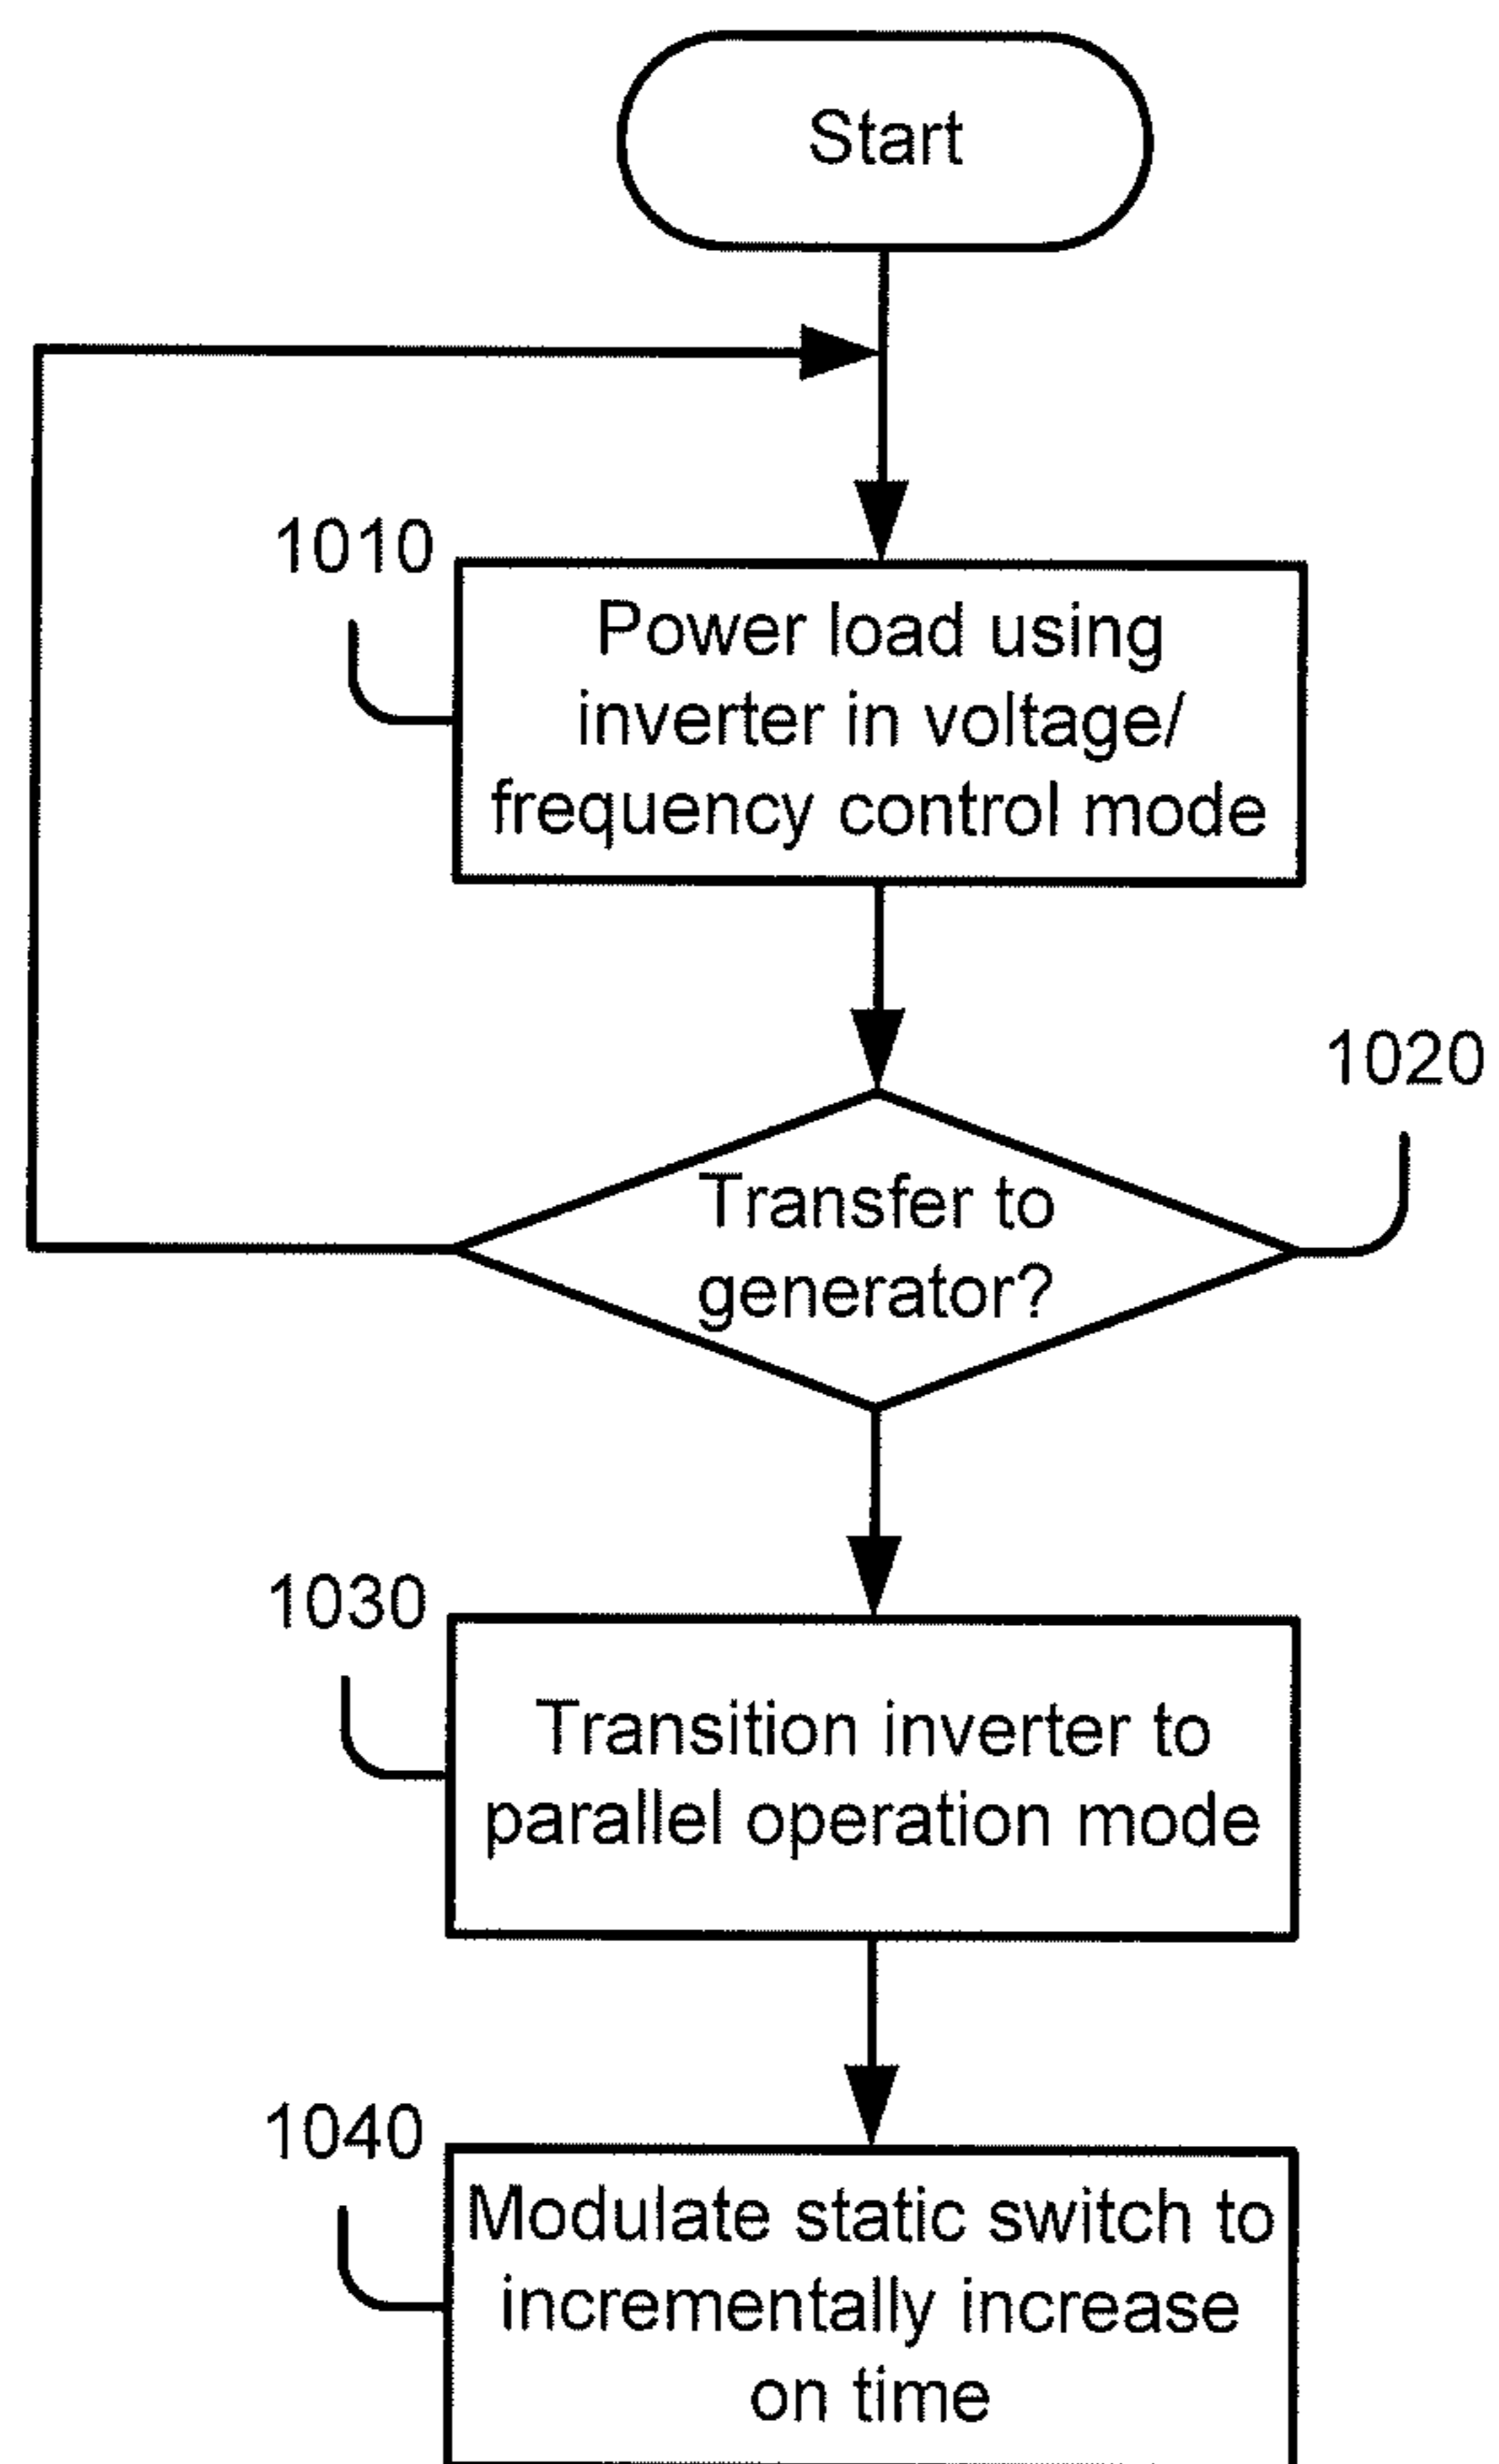 Start
1010
Power load using
inverter in voltage/
frequency control mode
1020
Transfer to
generator?
1030
Transition inverter to
parallel operation mode
1040
Modulate static switch to
incrementally increase
on time